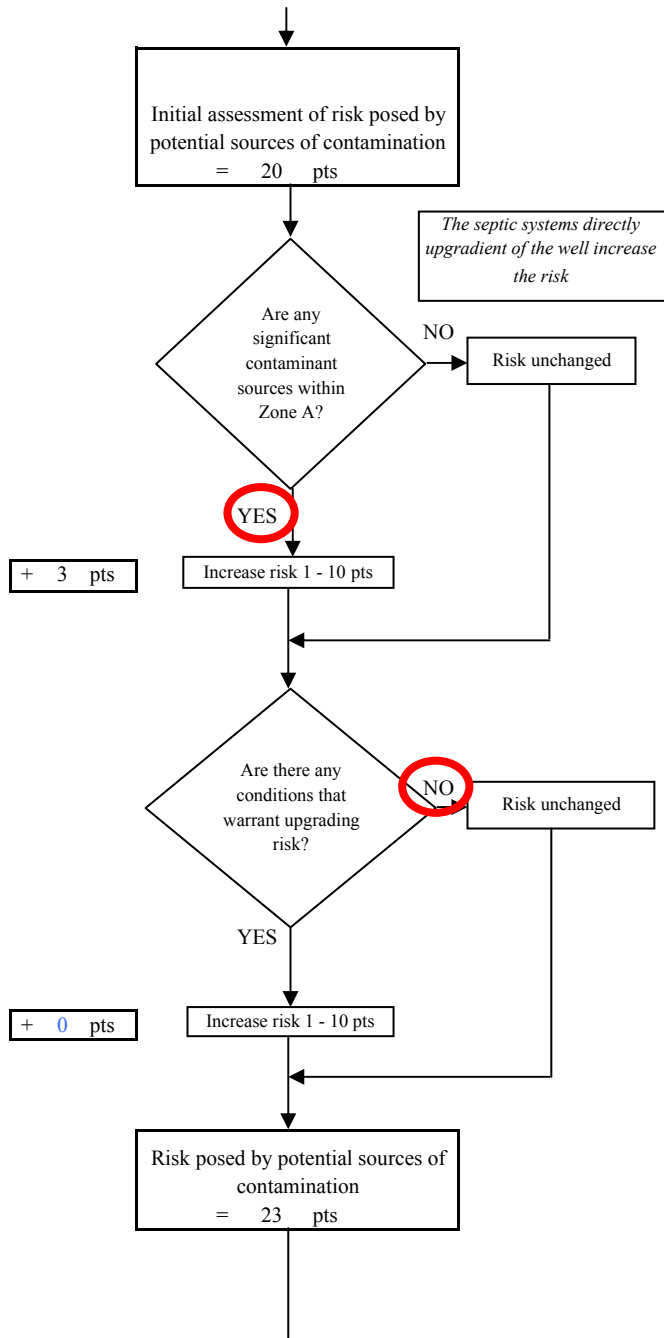 Initial assessment of risk posed by
potential sources of contamination
= 20 pts
The septic systems directly
upgradient of the well increase
the risk
Are any
significant
contaminant
sources within
Zone A?
NO
Risk unchanged
YES
+ 3 pts
Increase risk 1 - 10 pts
Are there any
conditions that
warrant upgrading
risk?
NO
Risk unchanged
YES
+ 0 pts
Increase risk 1 - 10 pts
Risk posed by potential sources of
contamination
= 23 pts